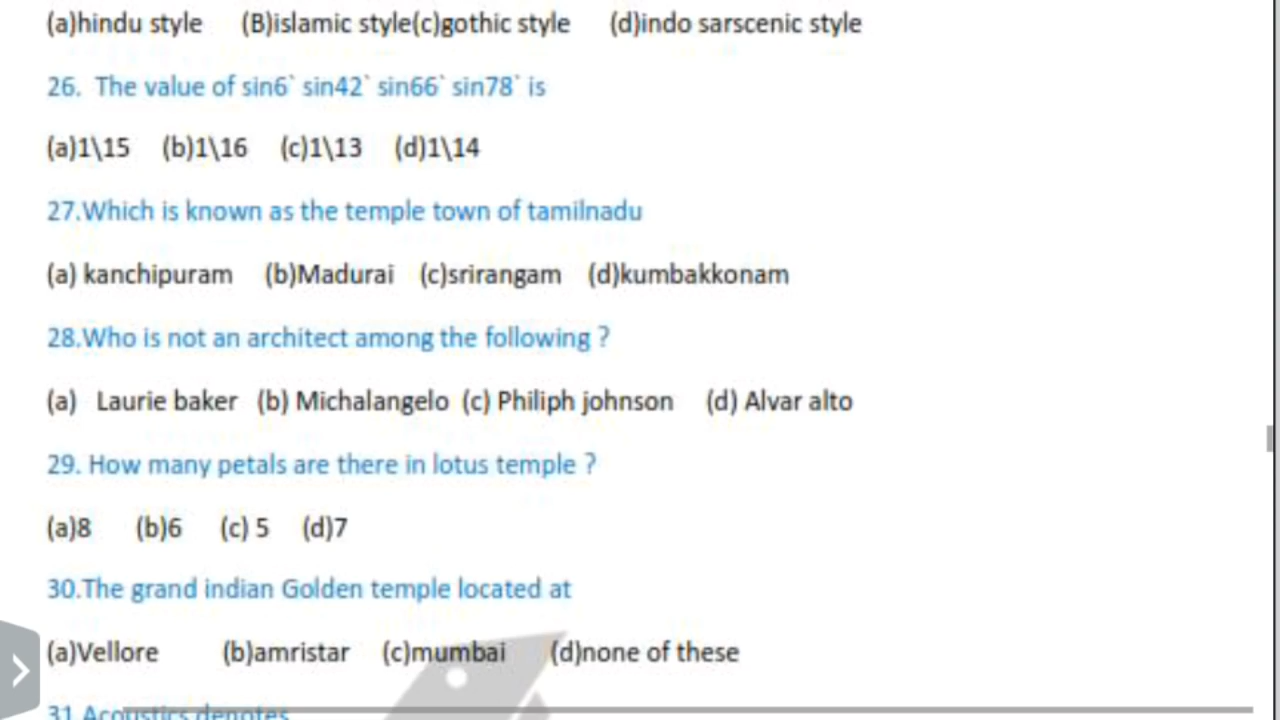 (a)hindu style (B)islamic style(c)gothic style (d)indo sarscenic style
26. The value of sin6` sin42` sin66` sin78` is
(a)1\15 (b)1\16 (c)1\13 (d)1\14
27.Which is known as the temple town of tamilnadu
(a) kanchipuram (b)Madurai (c)srirangam (d)kumbakkonam
28.Who is not an architect among the following ?
(a) Laurie baker (b) Michalangelo (c) Philiph johnson (d) Alvar alto
29. How many petals are there in lotus temple ?
(a)8 (b)6 (c) 5 (d)7
30.The grand indian Golden temple located at
(a)Vellore (b)amristar (c)mumbai (d)none of these
31.Acoustics denotes